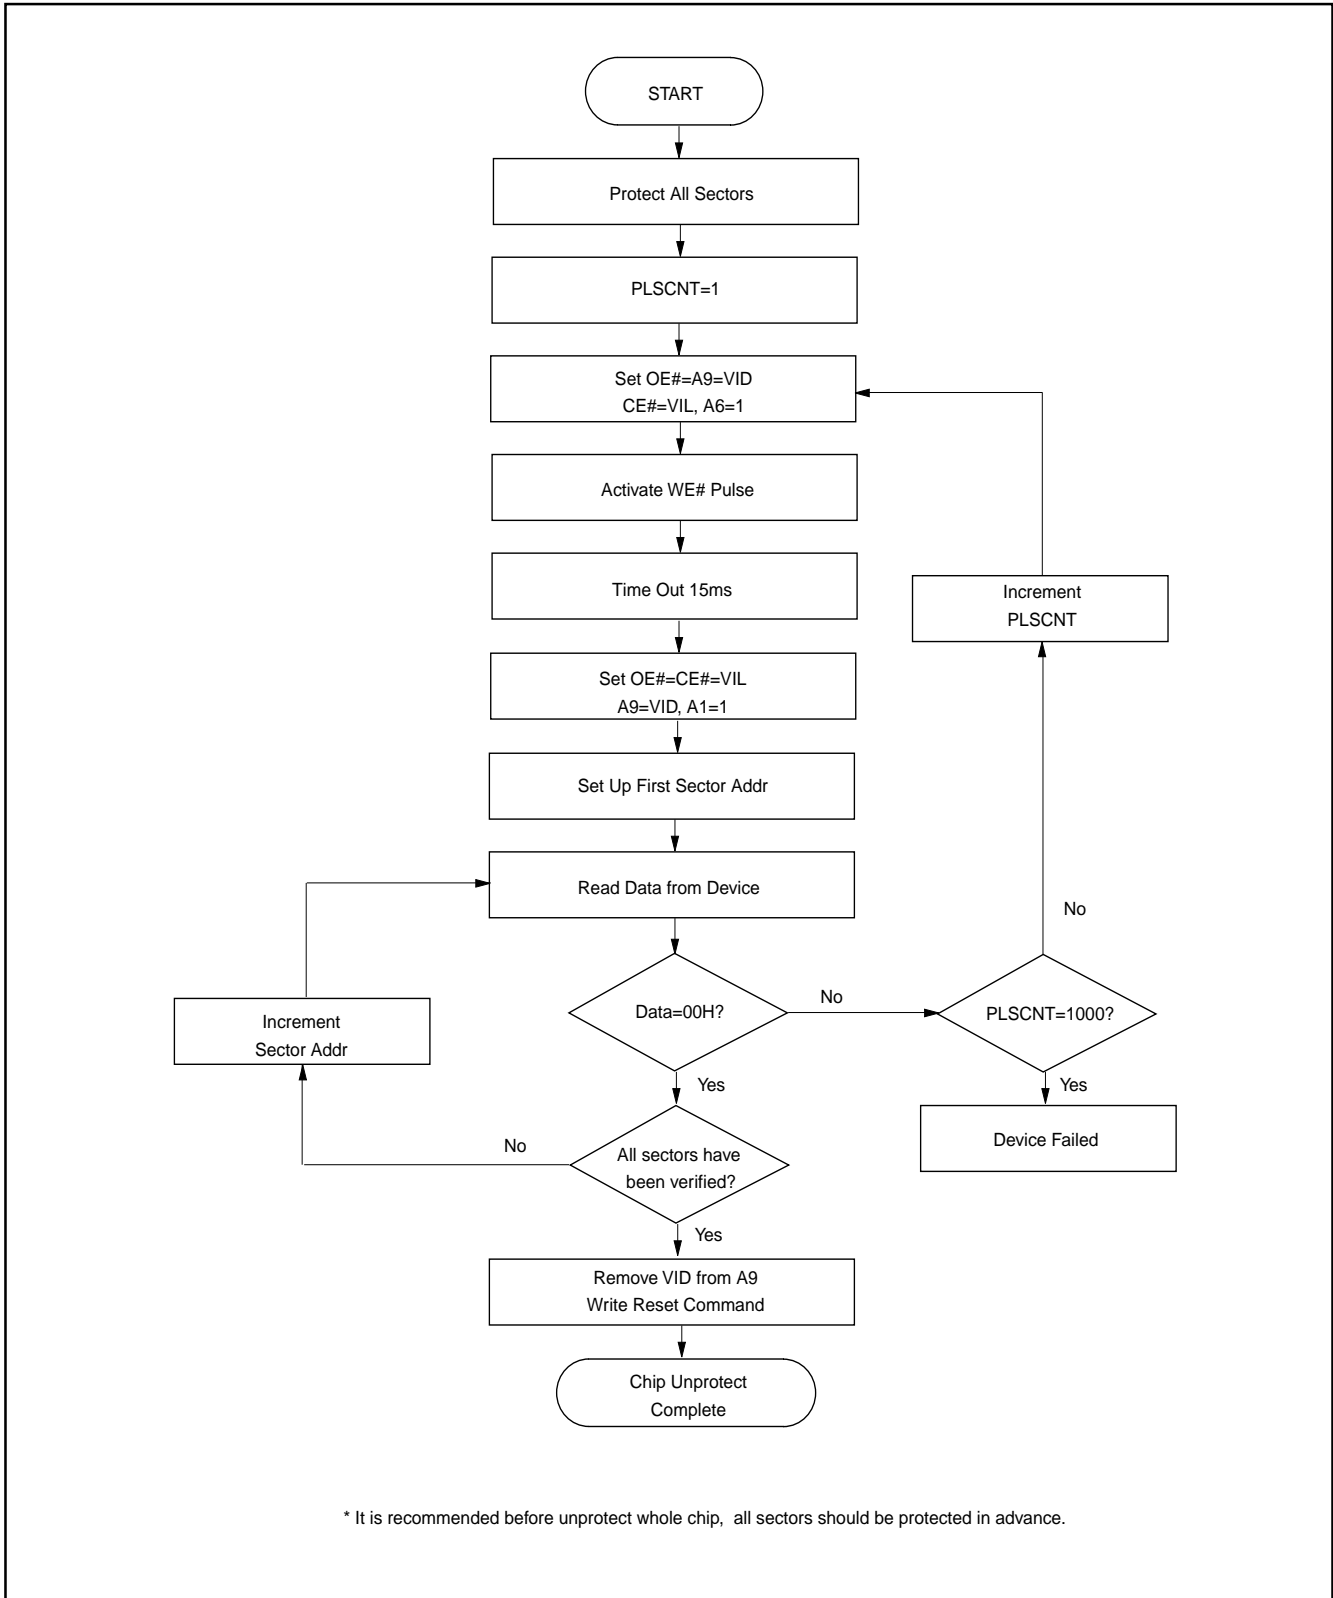 START
Protect All Sectors
PLSCNT=1
Set OE#=A9=VID
CE#=VIL, A6=1
Activate WE# Pulse
Time Out 15ms
Increment
PLSCNT
Set OE#=CE#=VIL
A9=VID, A1=1
Set Up First Sector Addr
Read Data from Device
No
Data=00H?
No
PLSCNT=1000?
Increment
Sector Addr
Yes
Yes
Device Failed
No
All sectors have
been verified?
Yes
Remove VID from A9
Write Reset Command
Chip Unprotect
Complete
* It is recommended before unprotect whole chip, all sectors should be protected in advance.